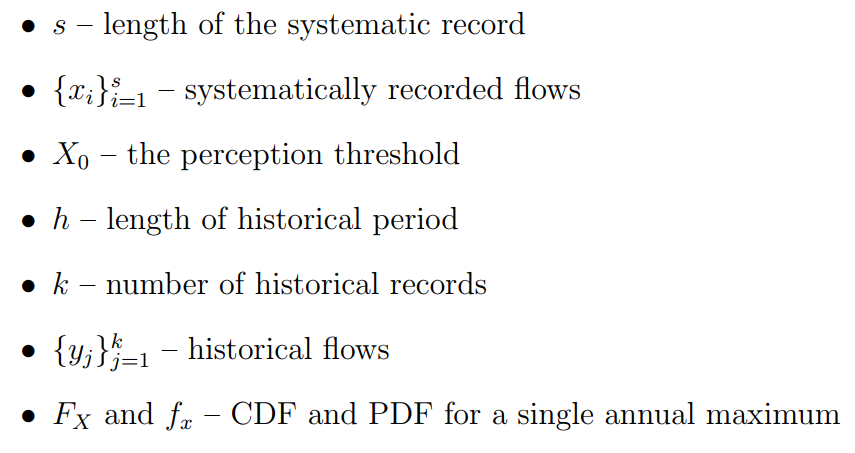 • s – length of the systematic record
• {x_i}_{i=1}^s – systematically recorded flows
• X_0 – the perception threshold
• h – length of historical period
• k – number of historical records
• {y_j}_{j=1}^k – historical flows
• F_X and f_x – CDF and PDF for a single annual maximum